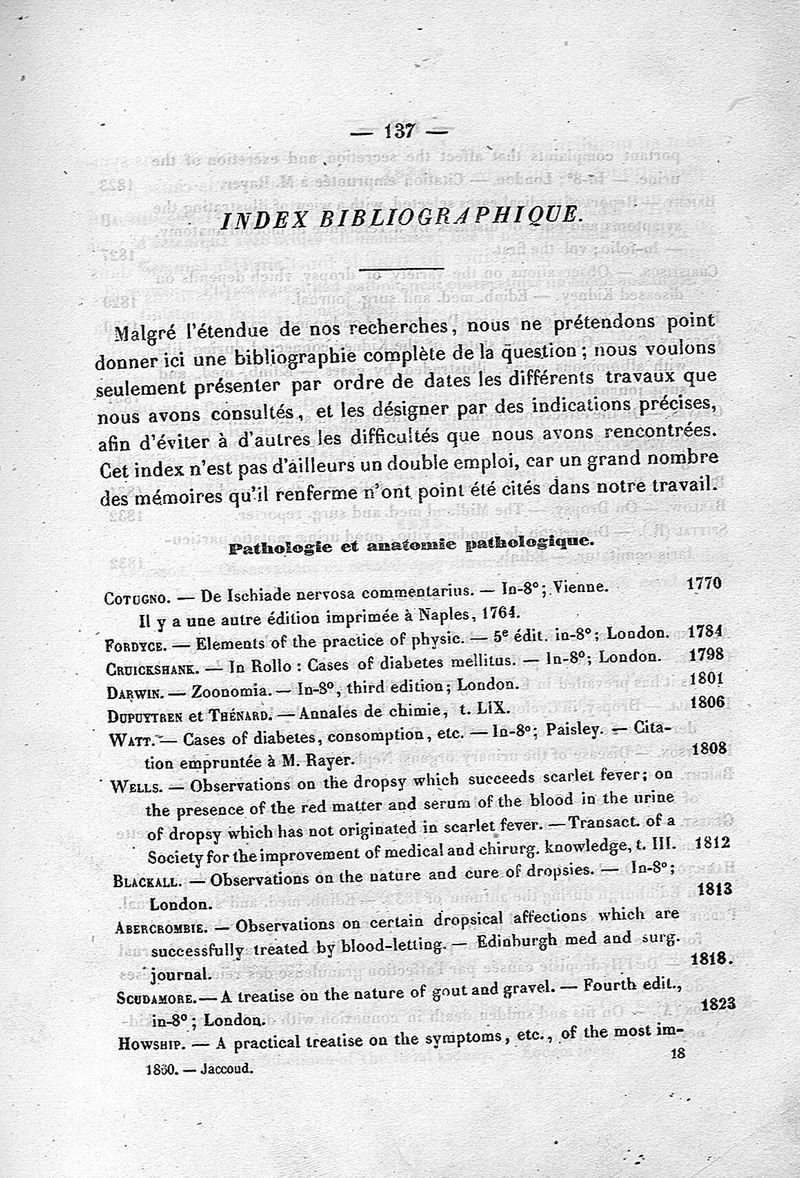 — 137 —
INDEX BIBLIOGRAPHIQUE.
Malgré l'étendue de nos recherches, nous ne prétendons point
donner ici une bibliographie complète de la question; nous voulons
seulement présenter par ordre de dates les différents travaux que
nous avons consultés, et les désigner par des indications précises,
afin d'éviter à d'autres les difficultés que nous avons rencontrées.
Cet index n'est pas d'ailleurs un double emploi, car un grand nombre
des mémoires qu'il renferme n'ont point été cités dans notre travail.
Pathologie et anatomie pathologique.
COTUGNO. — De Ischiade nervosa commentarius. — In-8°; Vienne. 1770
Il y a une autre édition imprimée à Naples, 1764.
FORDYCE. — Elements of the practice of physic. — 5e édit. in-8°; London. 1784
CRUICKSHANK. — In Rollo : Cases of diabetes mellitus. — In-8°; London. 1798
DARWIN. — Zoonomia. — In-8°, third edition; London. 1801
DUPUYTREN et THÉNARD. — Annales de chimie, t. LIX. 1806
WATT. — Cases of diabetes, consomption, etc. — In-8°; Paisley. — Cita-
tion empruntée à M. Rayer. 1808
WELLS. — Observations on the dropsy which succeeds scarlet fever; on
the presence of the red matter and serum of the blood in the urine
of dropsy which has not originated in scarlet fever. — Transact. of a
Society for the improvement of medical and chirurg. knowledge, t. III. 1812
BLACKALL. — Observations on the nature and cure of dropsies. — In-8°;
London. 1813
ABERCROMBIE. — Observations on certain dropsical affections which are
successfully treated by blood-letting. — Edinburgh med and surg.
journal. 1818.
SCUDAMORE. — A treatise on the nature of gout and gravel. — Fourth edit.,
in-8°; London. 1823
HOWSHIP. — A practical treatise on the symptoms, etc., of the most im-
1860. — Jaccoud. 18